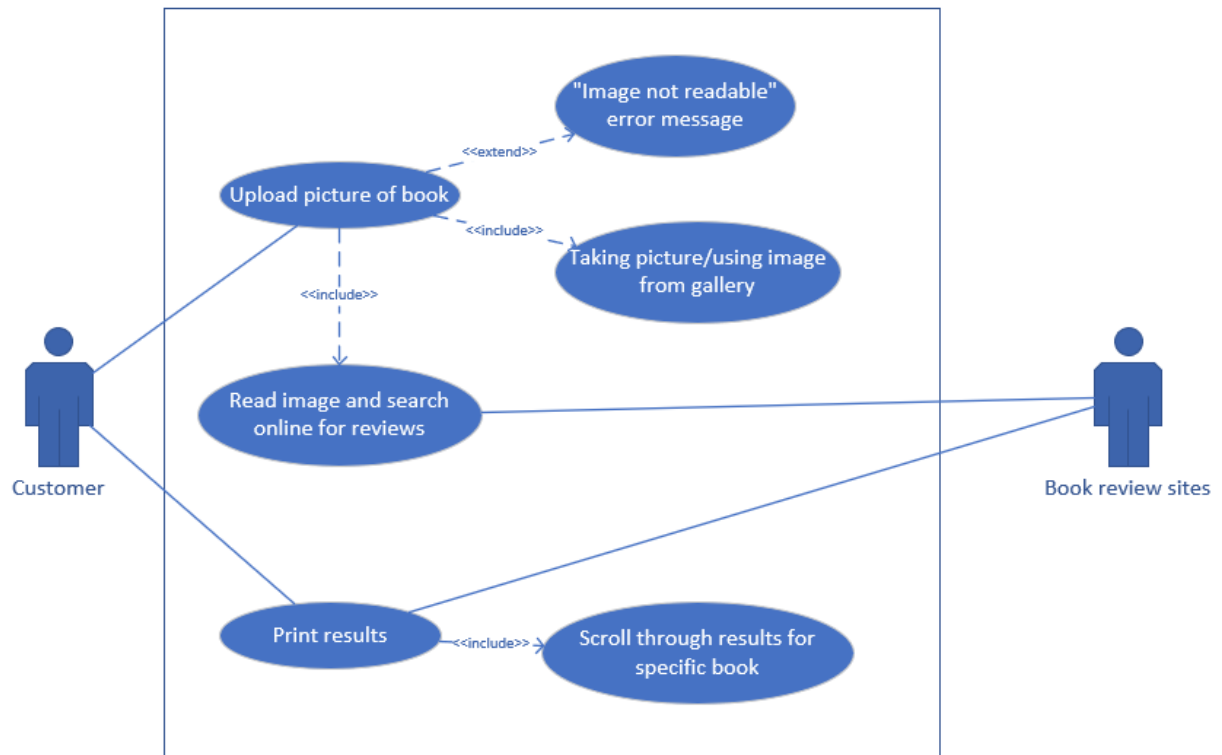 "Image not readable"
error message
<<extend>>
Upload picture of book
<<include>>
Taking picture/using image
from gallery
<<include>>
Read image and search
online for reviews
Customer
Book review sites
Print results
<<include>>
Scroll through results for
specific book